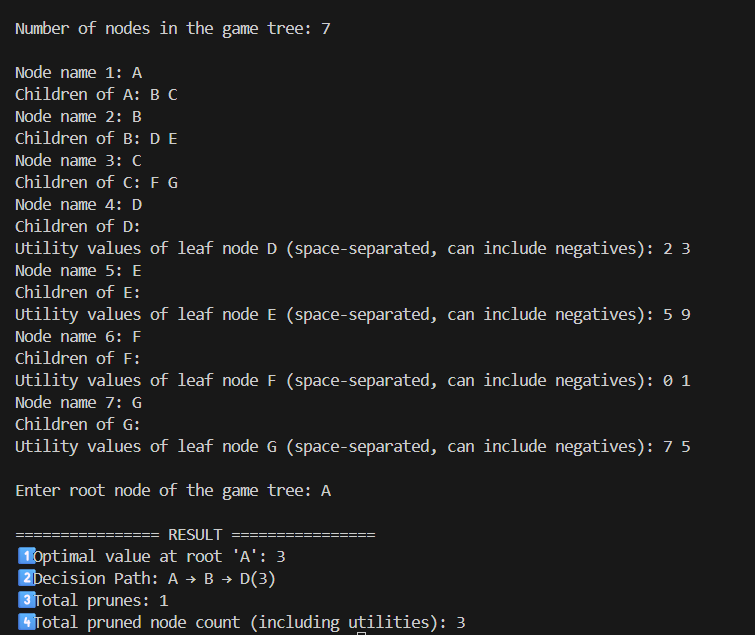 Number of nodes in the game tree: 7
Node name 1: A
Children of A: B C
Node name 2: B
Children of B: D E
Node name 3: C
Children of C: F G
Node name 4: D
Children of D:
Utility values of leaf node D (space-separated, can include negatives): 2 3
Node name 5: E
Children of E:
Utility values of leaf node E (space-separated, can include negatives): 5 9
Node name 6: F
Children of F:
Utility values of leaf node F (space-separated, can include negatives): 0 1
Node name 7: G
Children of G:
Utility values of leaf node G (space-separated, can include negatives): 7 5
Enter root node of the game tree: A
================ RESULT ================
1️⃣Optimal value at root 'A': 3
2️⃣Decision Path: A → B → D(3)
3️⃣Total prunes: 1
4️⃣Total pruned node count (including utilities): 3